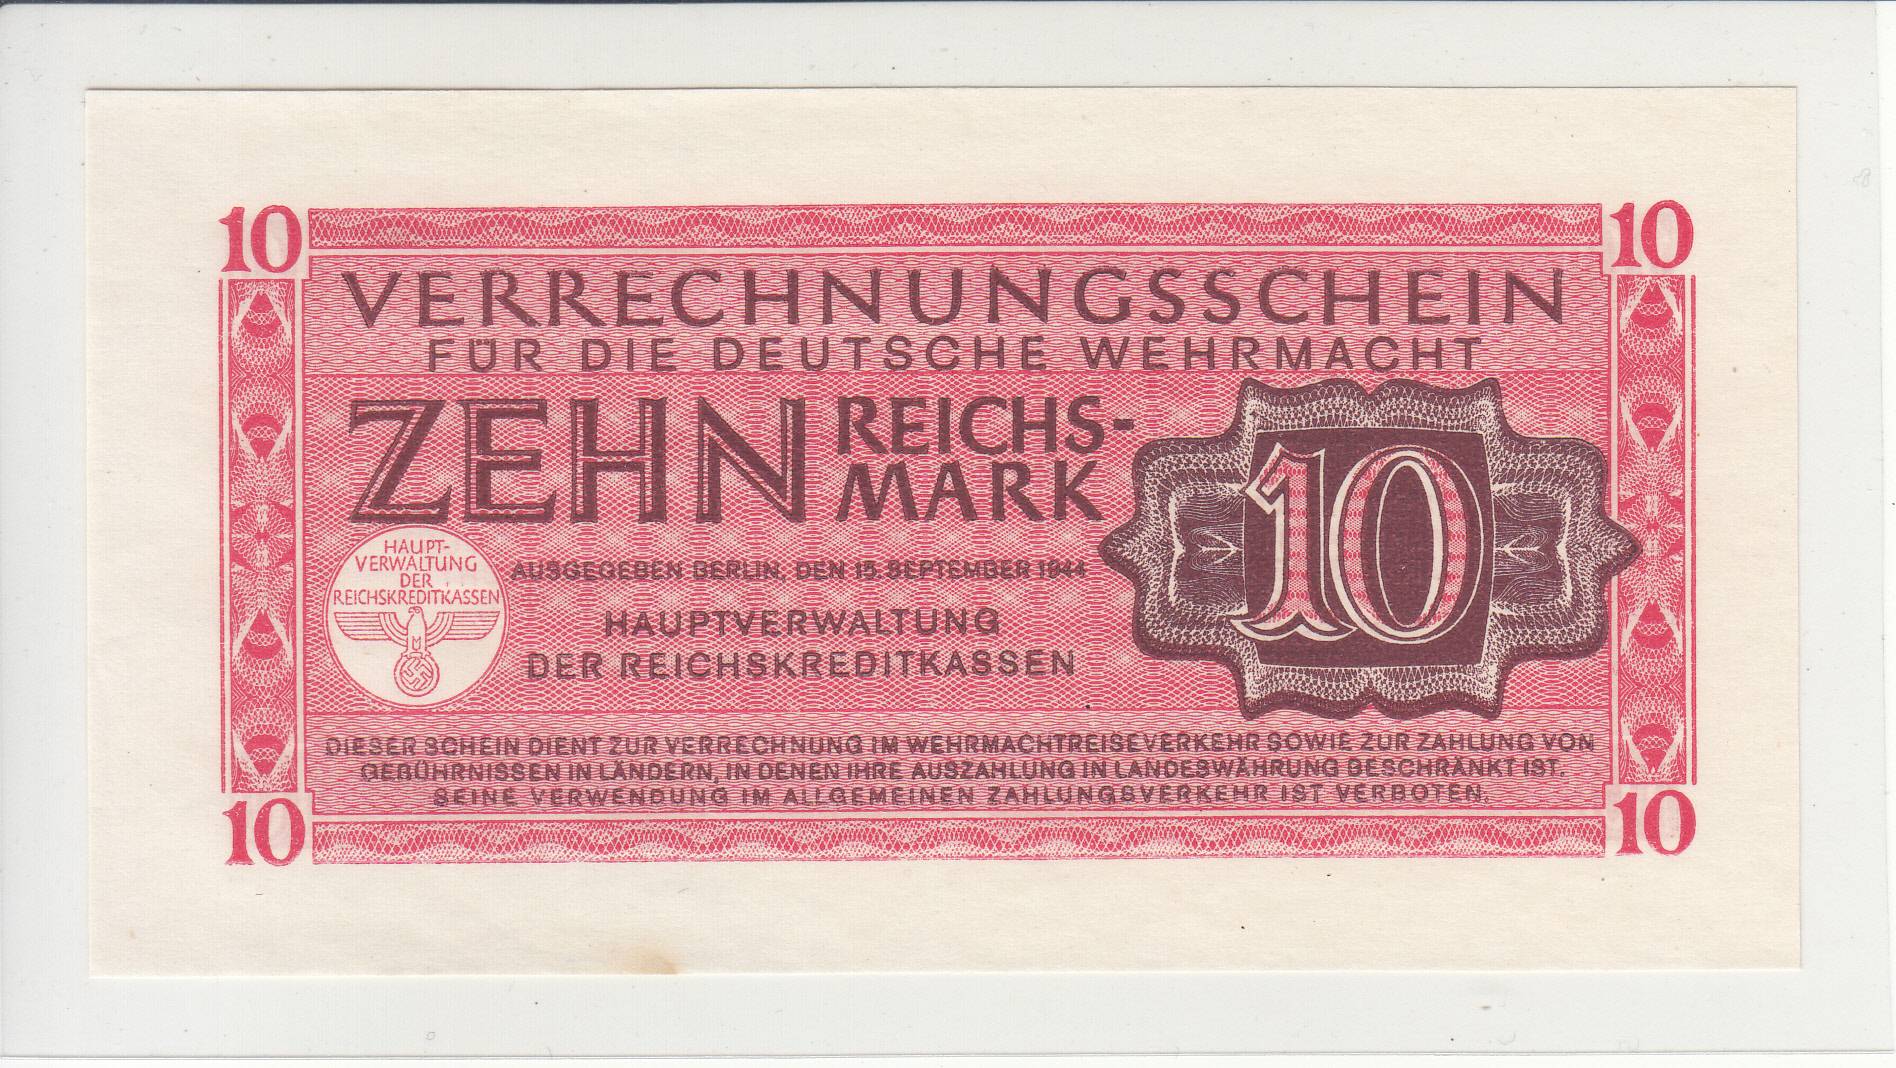 10
10
VERRECHNUNGSSCHEIN
FÜR DIE DEUTSCHE WEHRMACHT
ZEHN REICHS-
MARK
10
HAUPT-
VERWALTUNG
DER
REICHSKREDITKASSEN
M
AUSGEGEBEN BERLIN, DEN 15. SEPTEMBER 1944
HAUPTVERWALTUNG
DER REICHSKREDITKASSEN
DIESER SCHEIN DIENT ZUR VERRECHNUNG IM WEHRMACHTREISEVERKEHR SOWIE ZUR ZAHLUNG VON
GEBÜHRNISSEN IN LÄNDERN, IN DENEN IHRE AUSZAHLUNG IN LANDESWÄHRUNG BESCHRÄNKT IST.
SEINE VERWENDUNG IM ALLGEMEINEN ZAHLUNGSVERKEHR IST VERBOTEN.
10
10